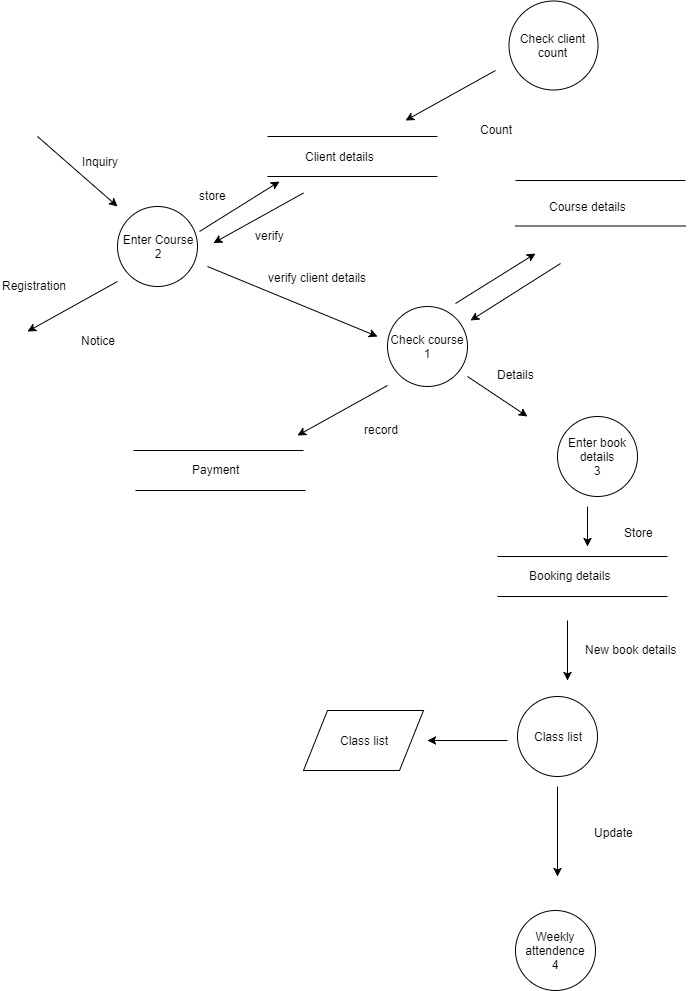 Check client
count
Count
Client details
Inquiry
store
Course details
Enter Course
2
verify
verify client details
Registration
Notice
Check course
1
Details
record
Enter book
details
3
Payment
Store
Booking details
New book details
Class list
Class list
Update
Weekly
attendence
4